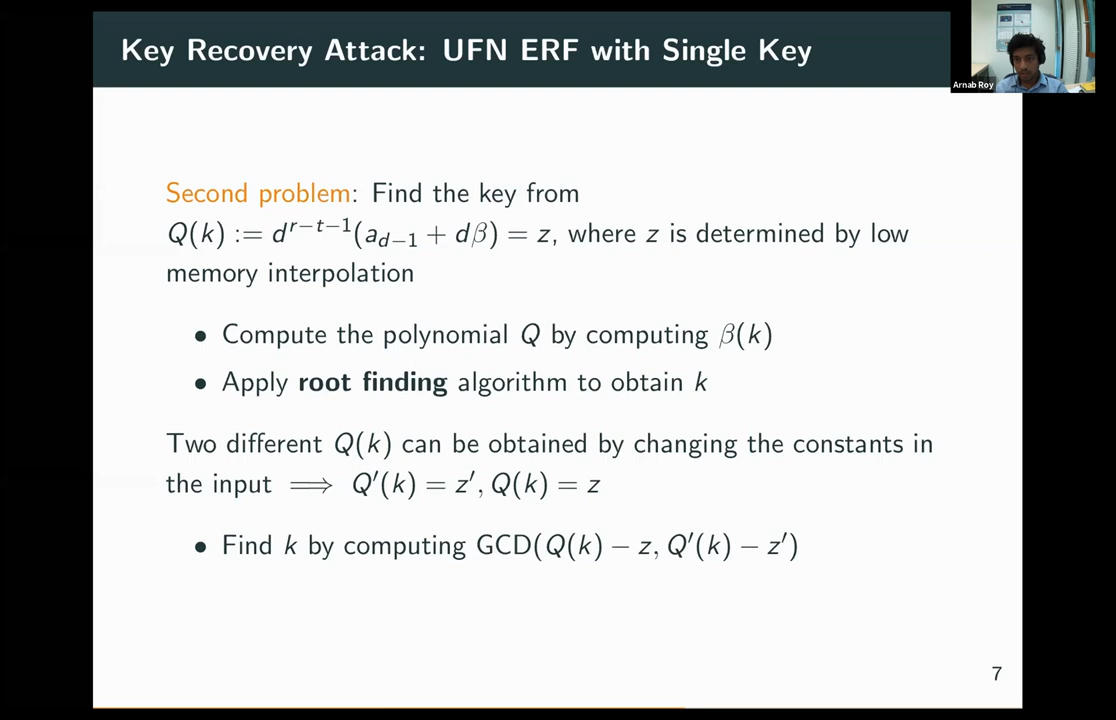 Key Recovery Attack: UFN ERF with Single Key
Arnab Roy
Second problem: Find the key from
Q(k) := d^{r−t−1}(a_{d−1} + dβ) = z, where z is determined by low
memory interpolation
• Compute the polynomial Q by computing β(k)
• Apply root finding algorithm to obtain k
Two different Q(k) can be obtained by changing the constants in
the input ⟹ Q′(k) = z′, Q(k) = z
• Find k by computing GCD(Q(k) − z, Q′(k) − z′)
7